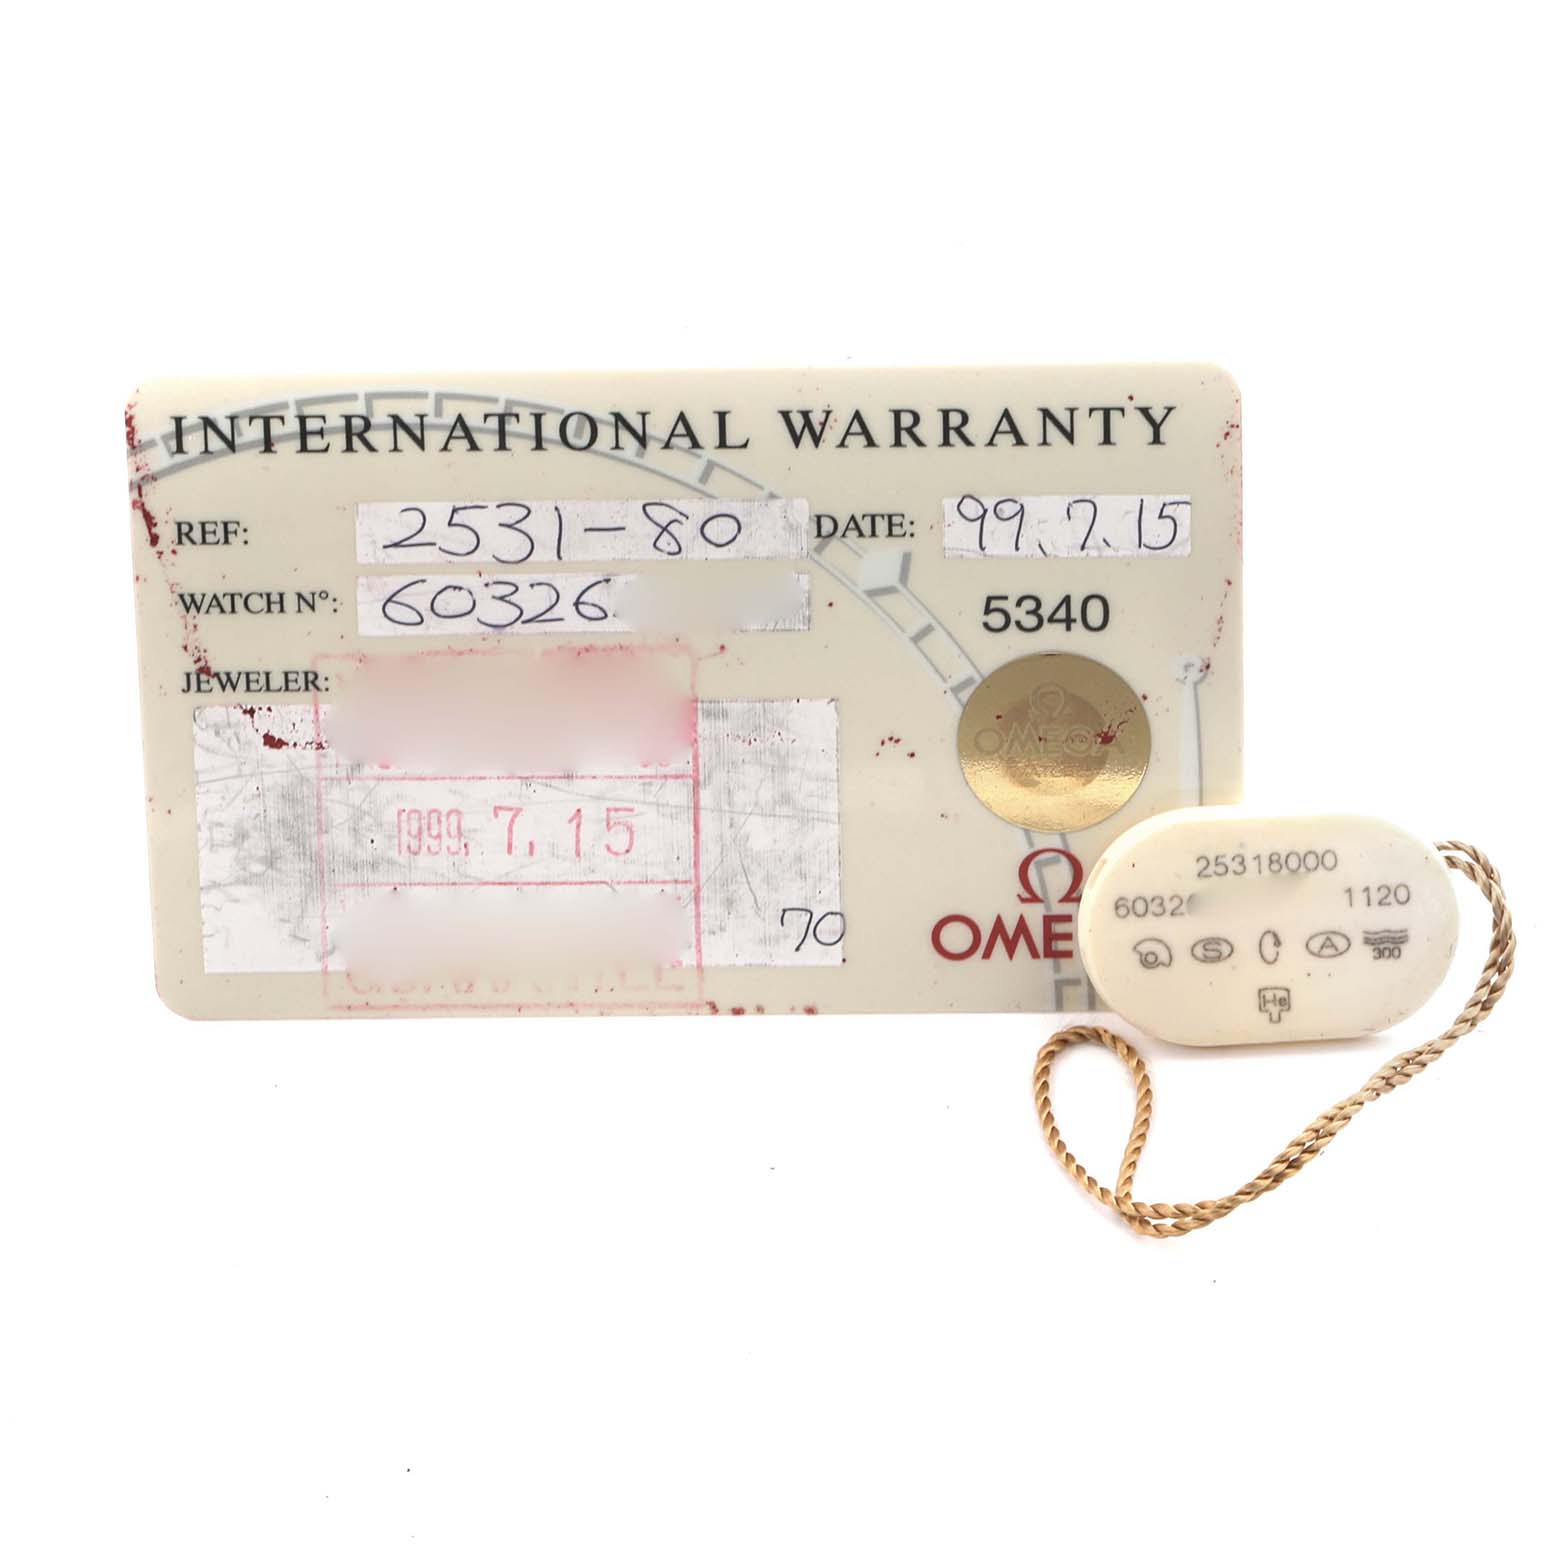 INTERNATIONAL WARRANTY
REF: 2531-80 DATE: 99.7.15
WATCH N°: 60326
5340
JEWELER:
OMEGA
1999. 7. 15
70
Ω
OME
25318000
6032 1120
S A 300
He